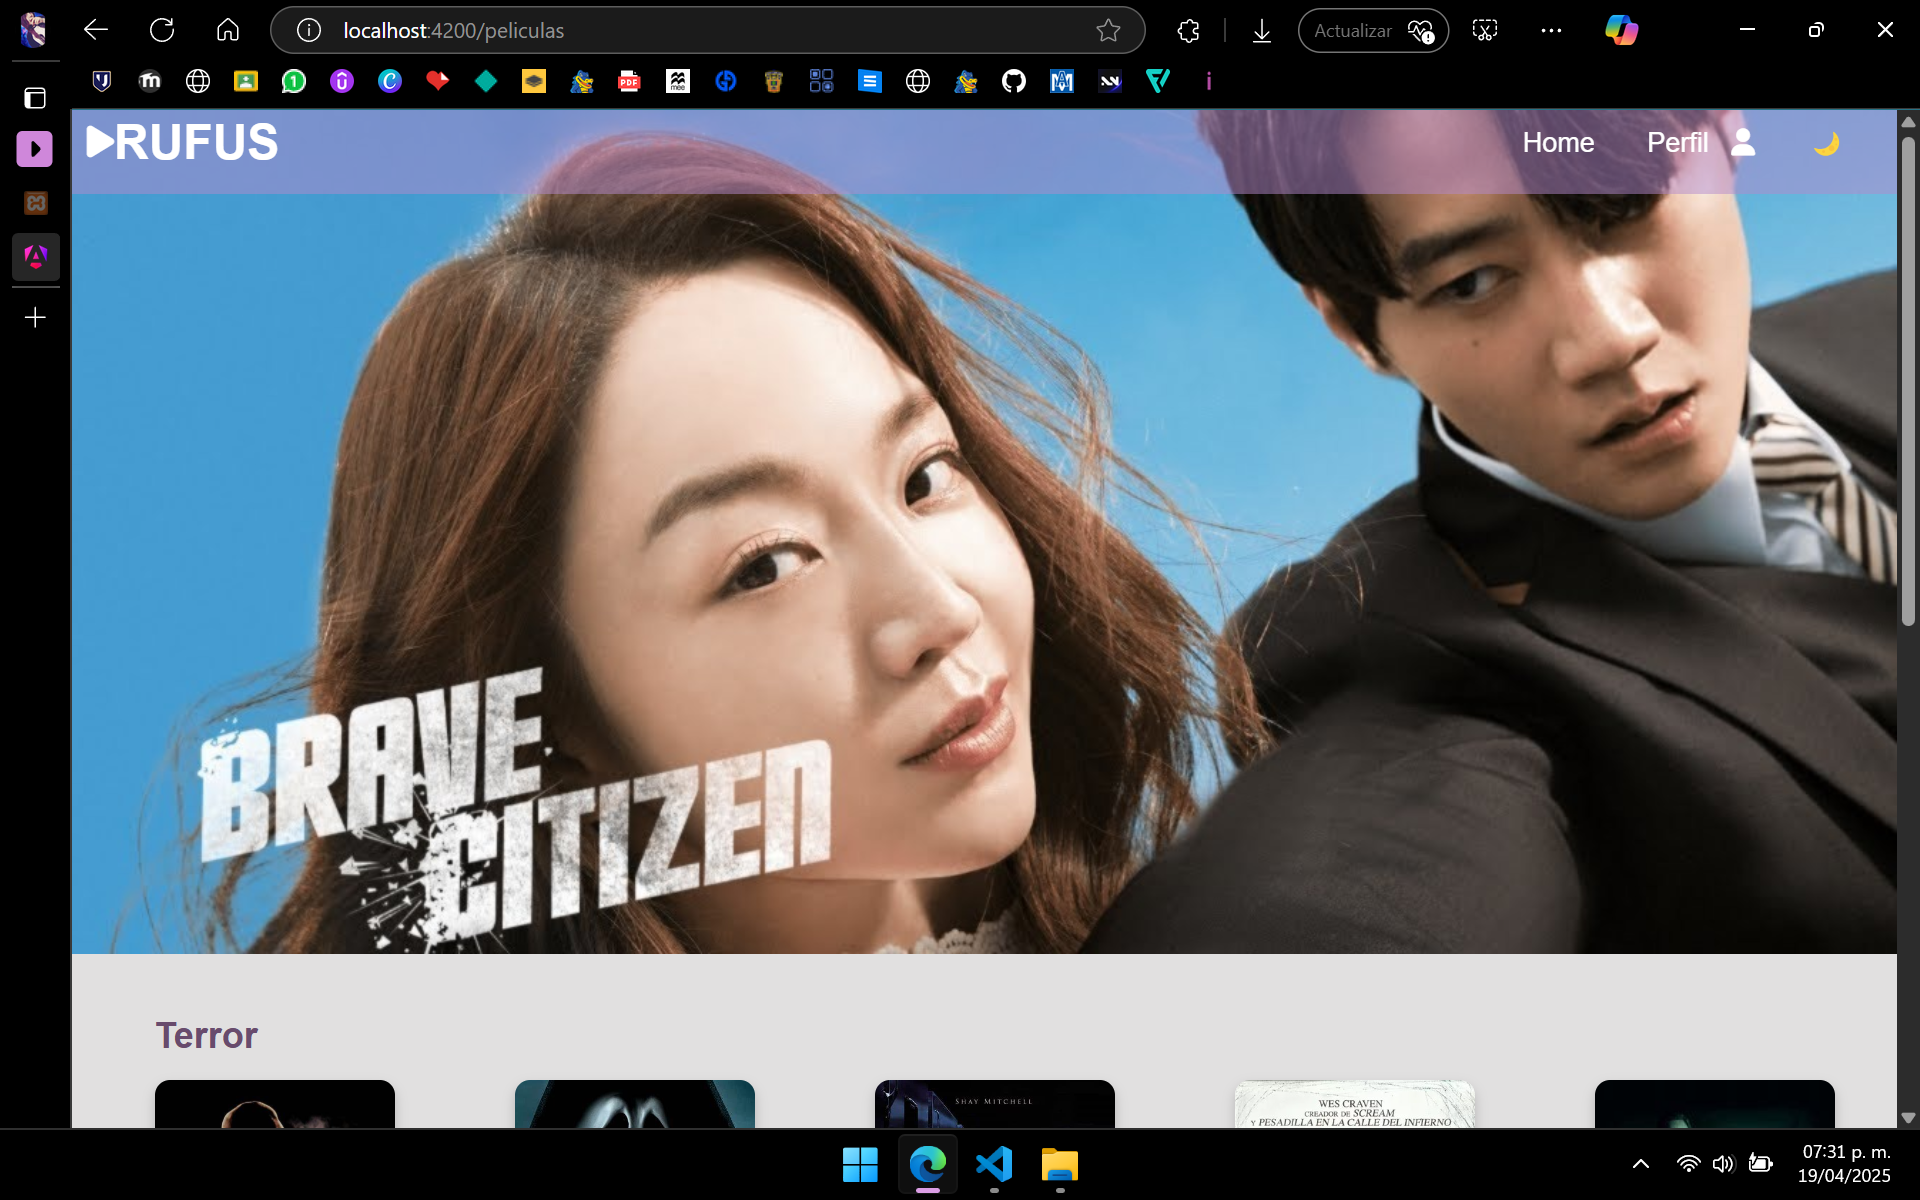 localhost:4200/peliculas
Actualizar
RUFUS
Home
Perfil
BRAVE
CITIZEN
Terror
SHAY MITCHELL
WES CRAVEN
CREADOR DE SCREAM
Y PESADILLA EN LA CALLE DEL INFIERNO
07:31 p. m.
19/04/2025